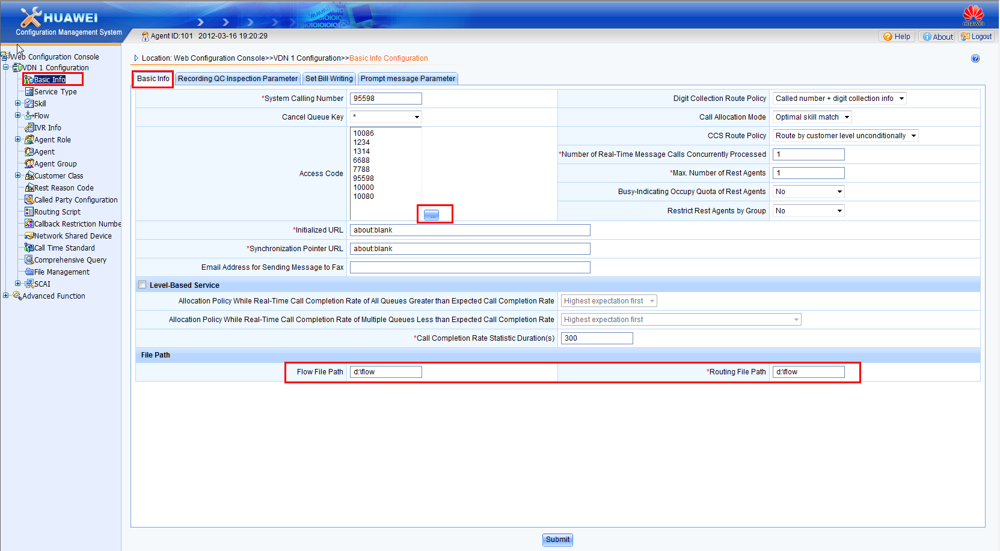 HUAWEI
Configuration Management System
HUAWEI
Agent ID:101 2012-03-16 19:20:29
Help
About
Logout
Web Configuration Console
VDN 1 Configuration
Basic Info
Service Type
Skill
Flow
IVR Info
Agent Role
Agent
Agent Group
Customer Class
Rest Reason Code
Called Party Configuration
Routing Script
Callback Restriction Numbe
Network Shared Device
Call Time Standard
Comprehensive Query
File Management
SCAI
Advanced Function
Location: Web Configuration Console>>VDN 1 Configuration>>Basic Info Configuration
Basic Info
Recording QC Inspection Parameter
Set Bill Writing
Prompt message Parameter
*System Calling Number 95598
Digit Collection Route Policy Called number + digit collection info
Cancel Queue Key *
Call Allocation Mode Optimal skill match
Access Code
10086
1234
1314
6688
7788
95598
10000
10080
...
CCS Route Policy Route by customer level unconditionally
*Number of Real-Time Message Calls Concurrently Processed 1
*Max. Number of Rest Agents 1
Busy-Indicating Occupy Quota of Rest Agents No
Restrict Rest Agents by Group No
*Initialized URL about:blank
*Synchronization Pointer URL about:blank
Email Address for Sending Message to Fax
Level-Based Service
Allocation Policy While Real-Time Call Completion Rate of All Queues Greater than Expected Call Completion Rate Highest expectation first
Allocation Policy While Real-Time Call Completion Rate of Multiple Queues Less than Expected Call Completion Rate Highest expectation first
*Call Completion Rate Statistic Duration(s) 300
File Path
Flow File Path d:\flow
*Routing File Path d:\flow
Submit